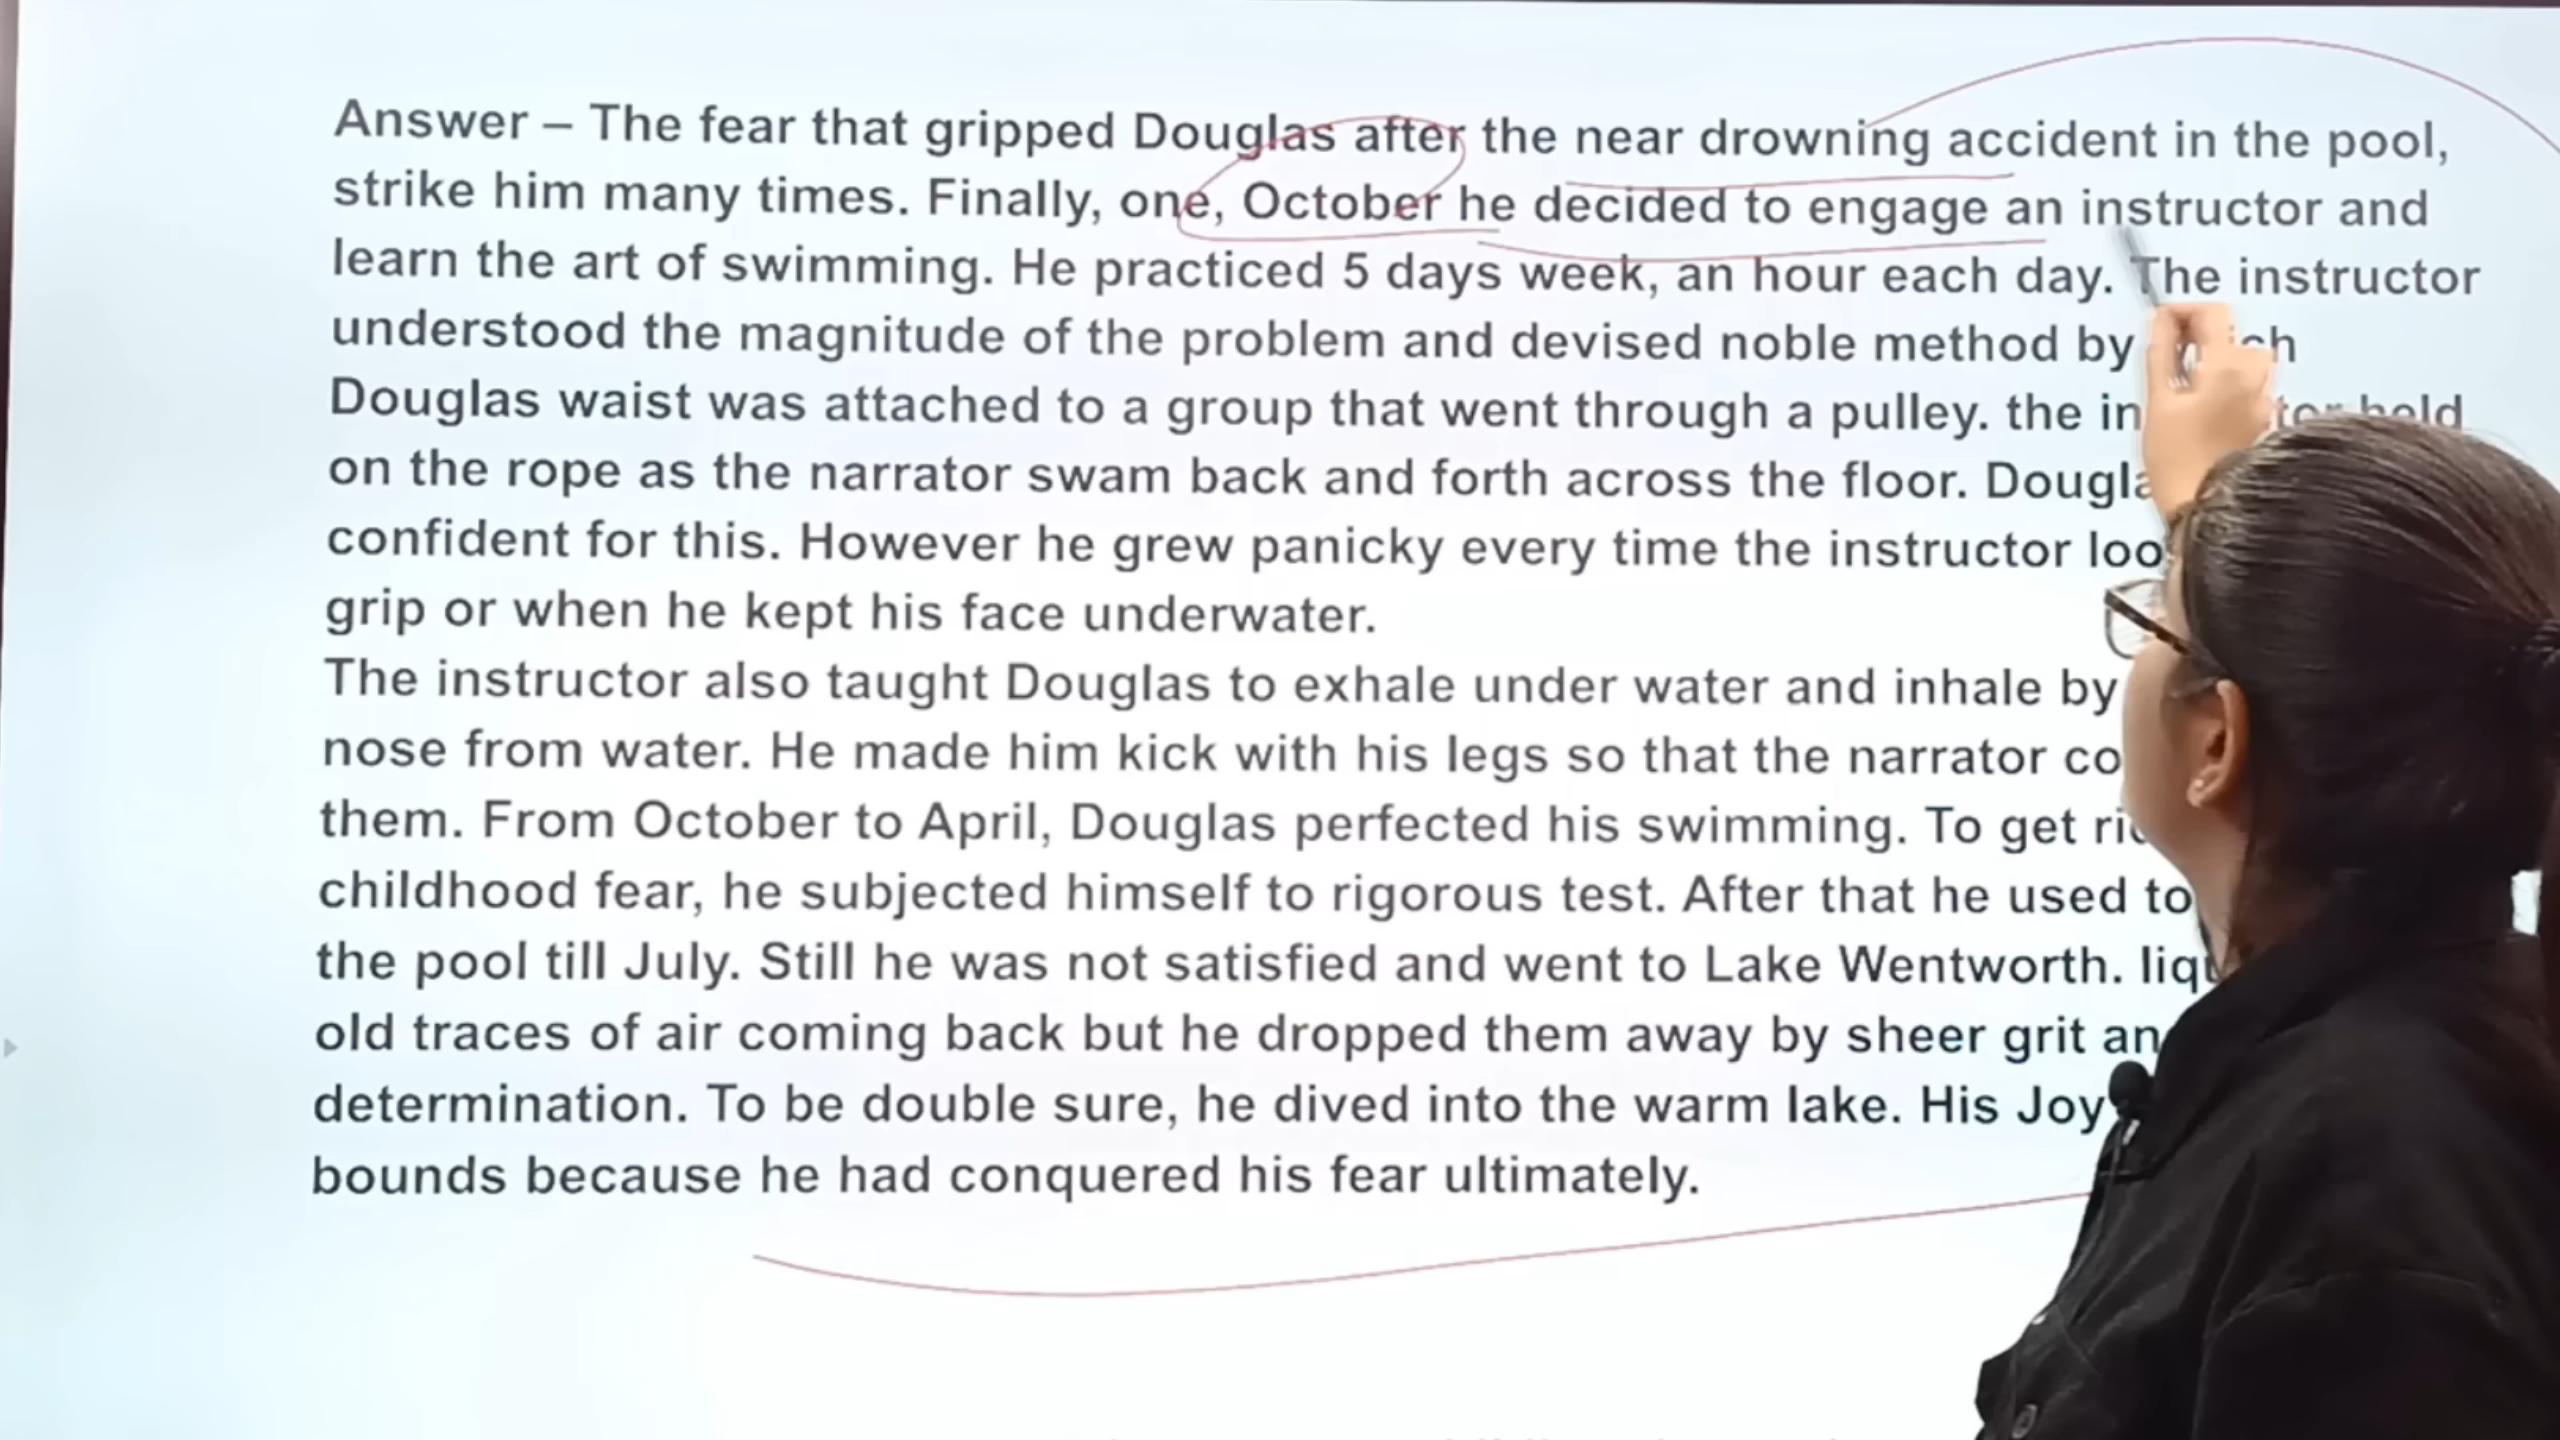 Answer – The fear that gripped Douglas after the near drowning accident in the pool,
strike him many times. Finally, one, October he decided to engage an instructor and
learn the art of swimming. He practiced 5 days week, an hour each day. The instructor
understood the magnitude of the problem and devised noble method by
Douglas waist was attached to a group that went through a pulley. the
on the rope as the narrator swam back and forth across the floor.
confident for this. However he grew panicky every time the instructor
grip or when he kept his face underwater.
The instructor also taught Douglas to exhale under water and inhale by
nose from water. He made him kick with his legs so that the narrator
them. From October to April, Douglas perfected his swimming. To get
childhood fear, he subjected himself to rigorous test. After that he used to
the pool till July. Still he was not satisfied and went to Lake Wentworth.
old traces of air coming back but he dropped them away by sheer grit
determination. To be double sure, he dived into the warm lake. His Joy
bounds because he had conquered his fear ultimately.